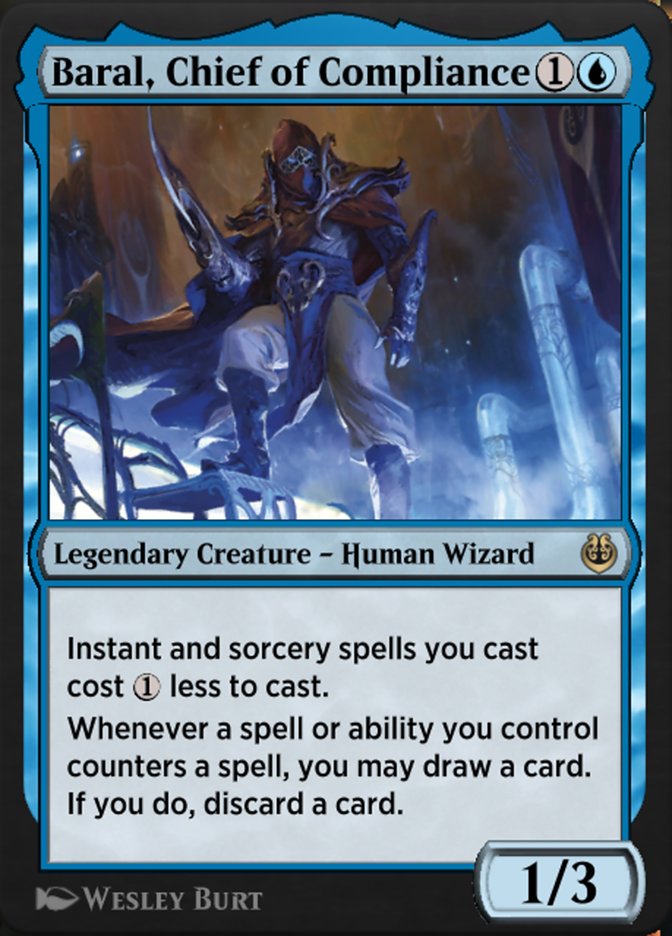 Baral, Chief of Compliance 1
Legendary Creature – Human Wizard
Instant and sorcery spells you cast
cost 1 less to cast.
Whenever a spell or ability you control
counters a spell, you may draw a card.
If you do, discard a card.
1/3
Wesley Burt